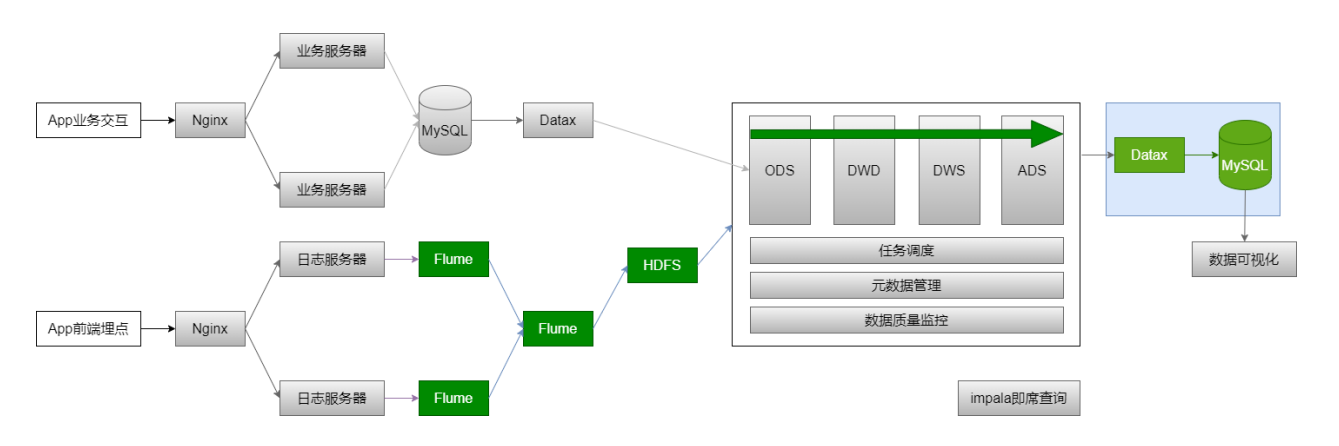 App业务交互
Nginx
业务服务器
业务服务器
MySQL
Datax
App前端埋点
Nginx
日志服务器
日志服务器
Flume
Flume
Flume
HDFS
ODS
DWD
DWS
ADS
任务调度
元数据管理
数据质量监控
Datax
MySQL
数据可视化
impala即席查询